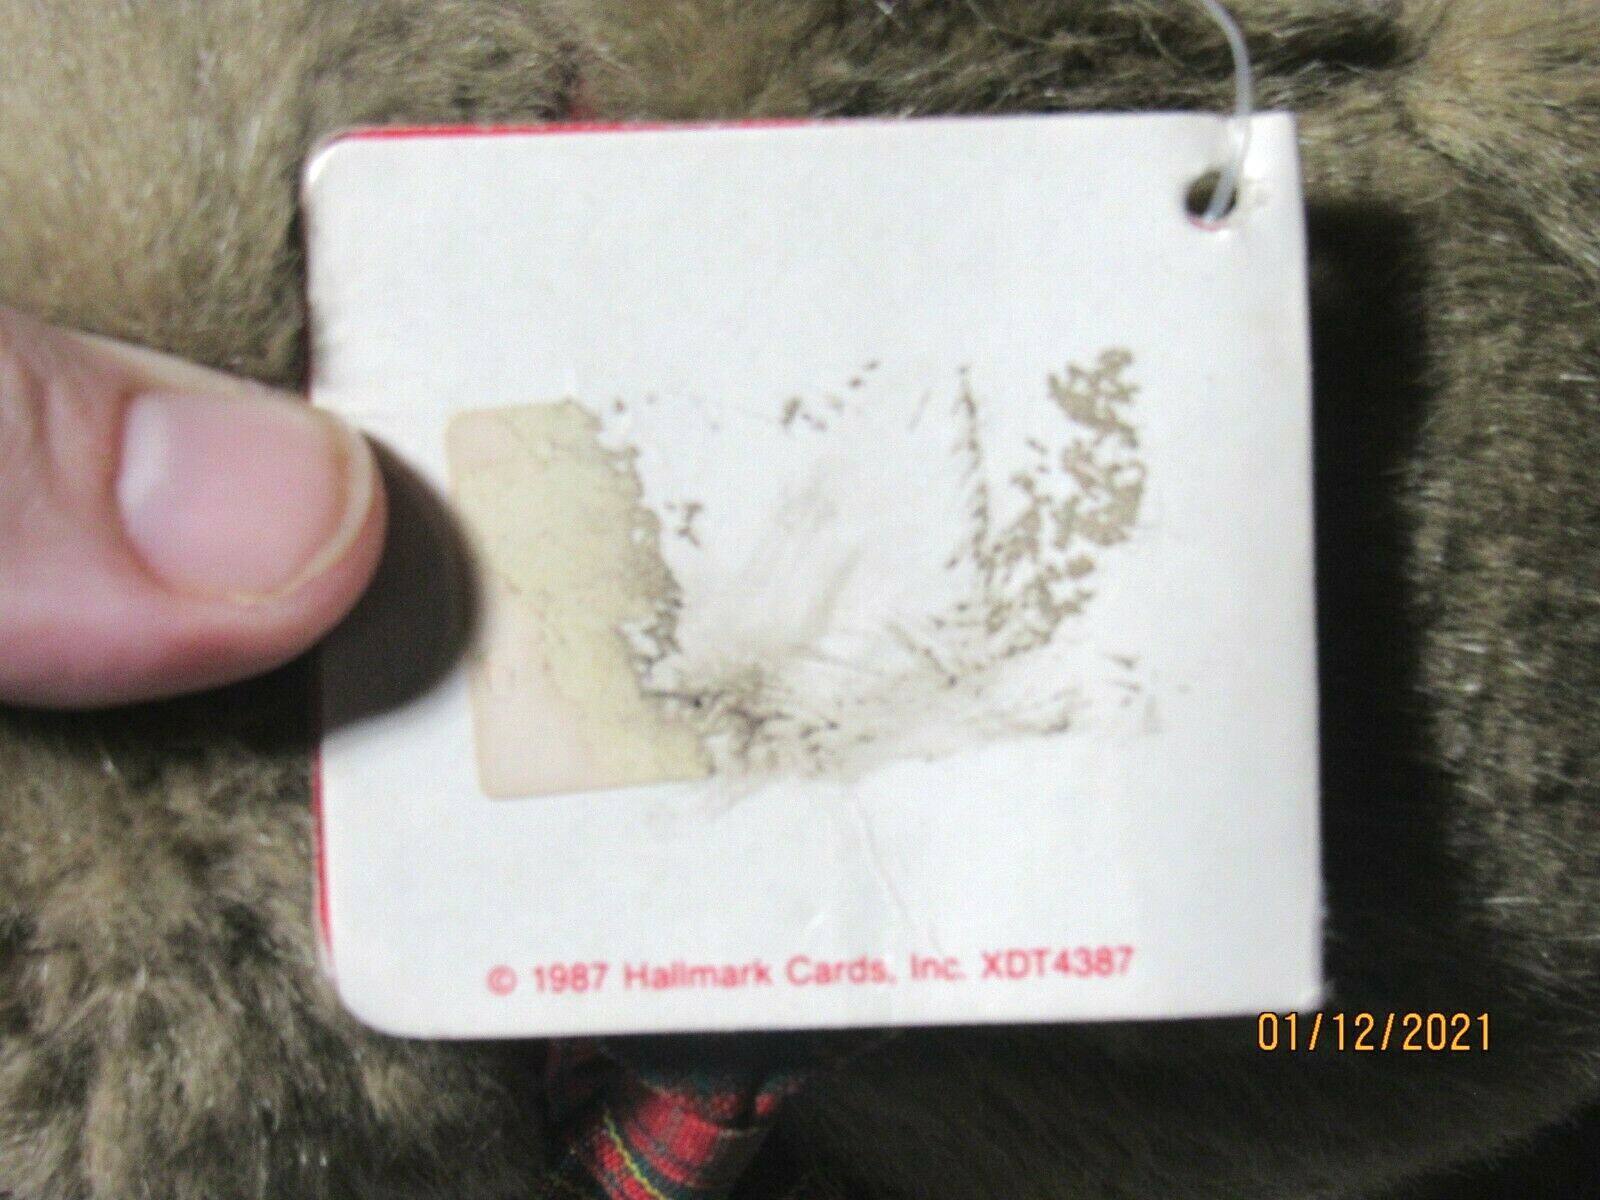 © 1987 Hallmark Cards, Inc. XDT4387
01/12/2021